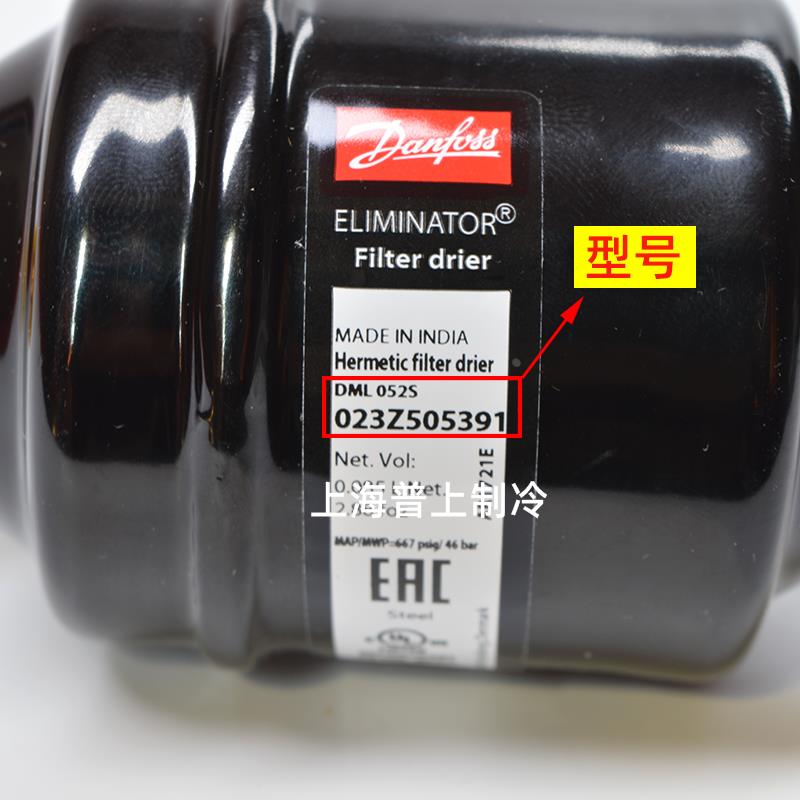 Danfoss
ELIMINATOR®
Filter drier
型号
MADE IN INDIA
Hermetic filter drier
DML 052S
023Z505391
Net. Vol:
上海普上制冷
MAP/MWP=667 psig/ 46 bar
EAC
Steel